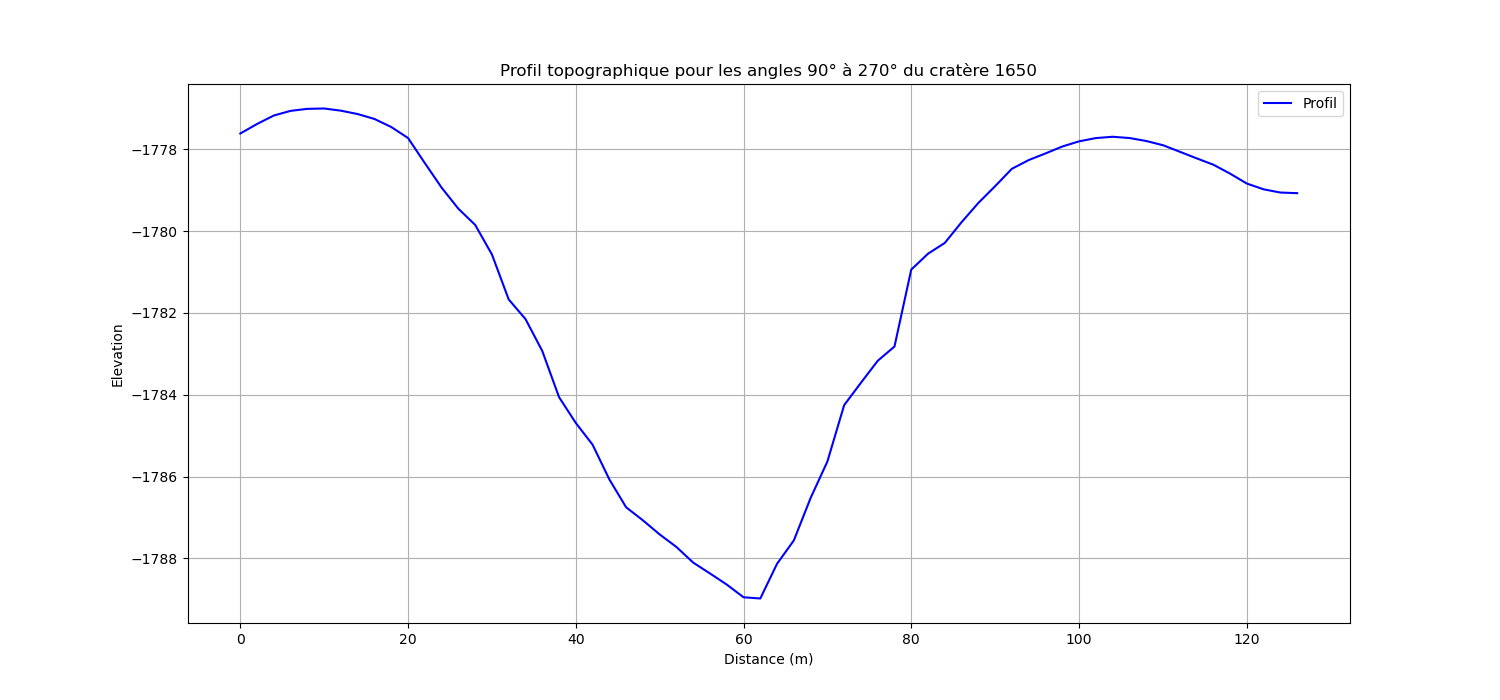 Profil topographique pour les angles 90° à 270° du cratère 1650
Profil
−1778
−1780
−1782
−1784
−1786
−1788
Elevation
0 20 40 60 80 100 120
Distance (m)